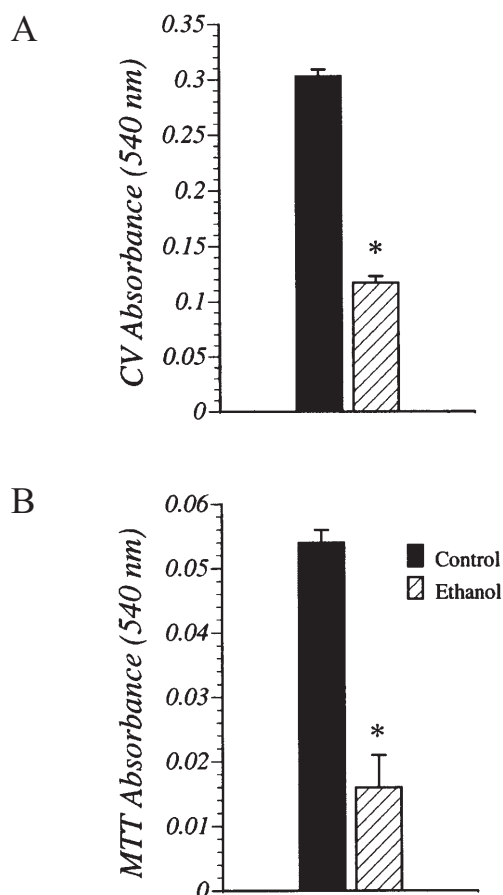 A
CV Absorbance (540 nm)
0.35
0.3
0.25
0.2
0.15
0.1
0.05
0
*
B
MTT Absorbance (540 nm)
0.06
0.05
0.04
0.03
0.02
0.01
0
*
Control
Ethanol